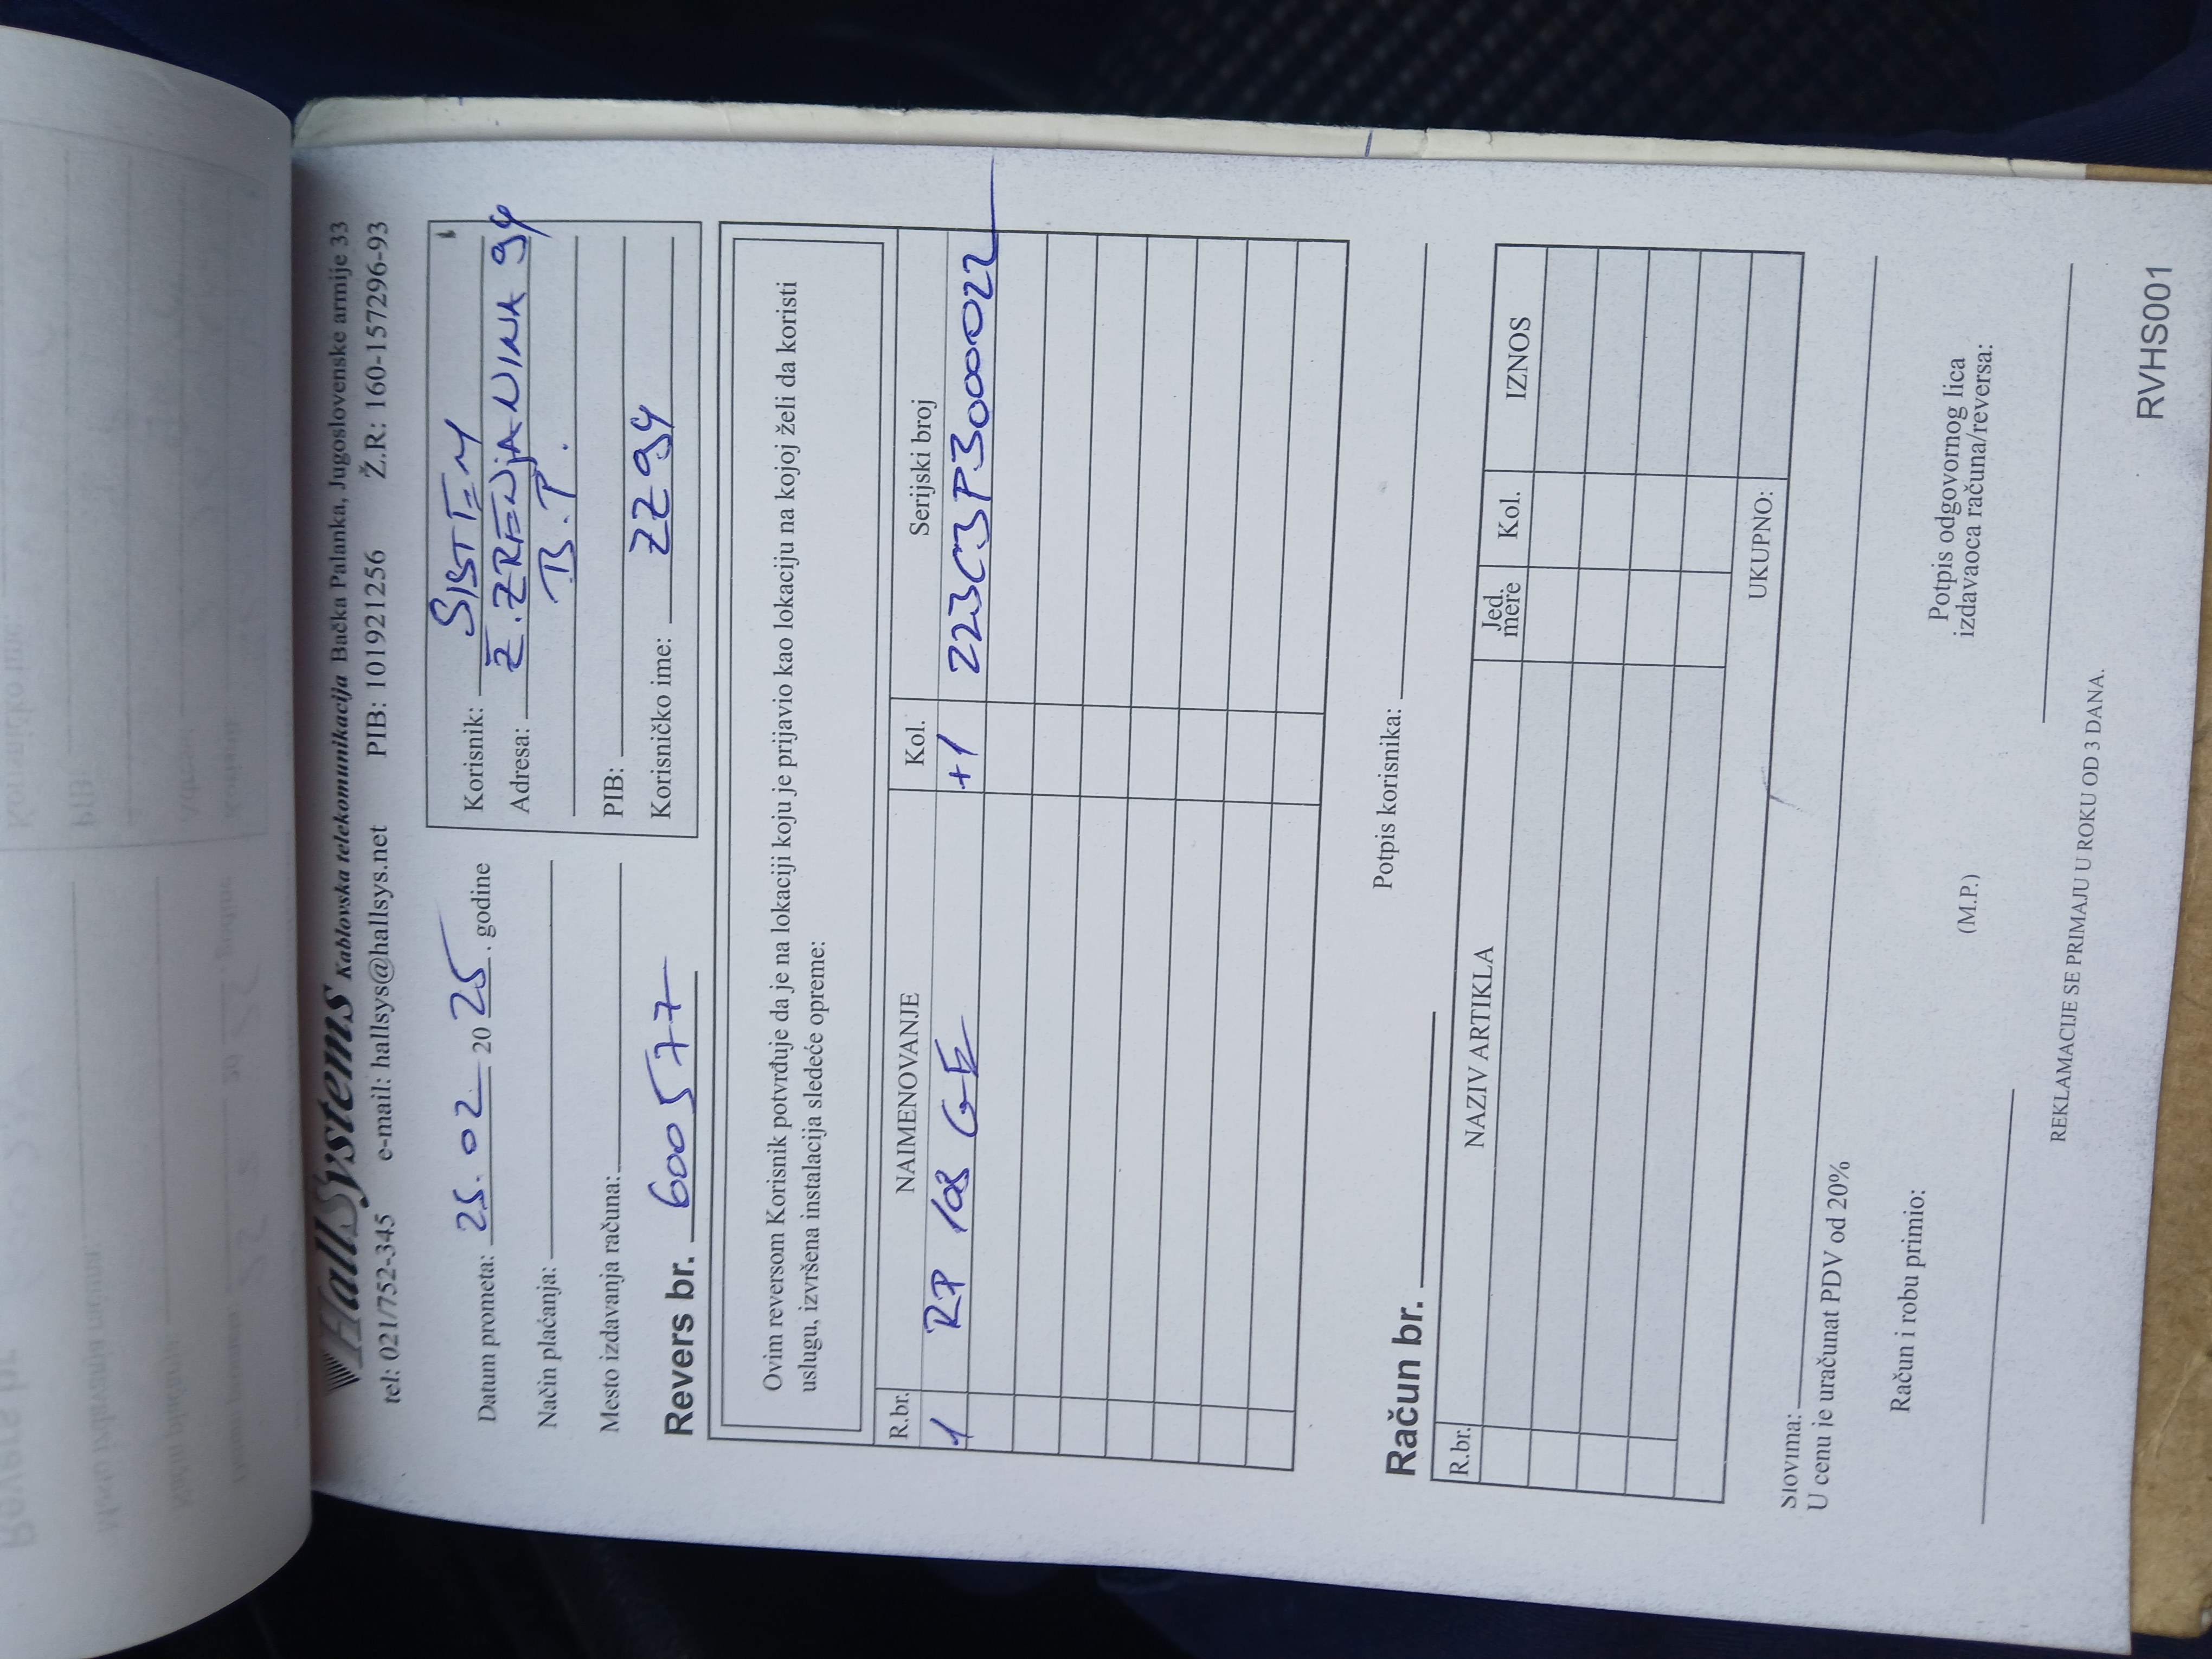 HallSystems Kablovska telekomunikacija Bačka Palanka, Jugoslovenske armije 33
tel: 021/752-345 e-mail: hallsys@hallsys.net PIB: 101921256 Ž.R: 160-157296-93
Datum prometa: 25.02 2025. godine
Način plaćanja:
Mesto izdavanja računa:
Revers br. 600577
Korisnik: SISTEM
Adresa: Ž. ZRENjANINA 94
B.P.
PIB:
Korisničko ime: ZZ94
Ovim reversom Korisnik potvrđuje da je na lokaciji koju je prijavio kao lokaciju na kojoj želi da koristi
uslugu, izvršena instalacija sledeće opreme:
R.br. NAIMENOVANJE Kol. Serijski broj
1 RP 108 GE +1 223C3P3000022
Potpis korisnika:
Račun br.
R.br. NAZIV ARTIKLA Jed. mere Kol. IZNOS
UKUPNO:
Slovima:
U cenu je uračunat PDV od 20%
Račun i robu primio:
(M.P.)
Potpis odgovornog lica
izdavaoca računa/reversa:
REKLAMACIJE SE PRIMAJU U ROKU OD 3 DANA.
RVHS001